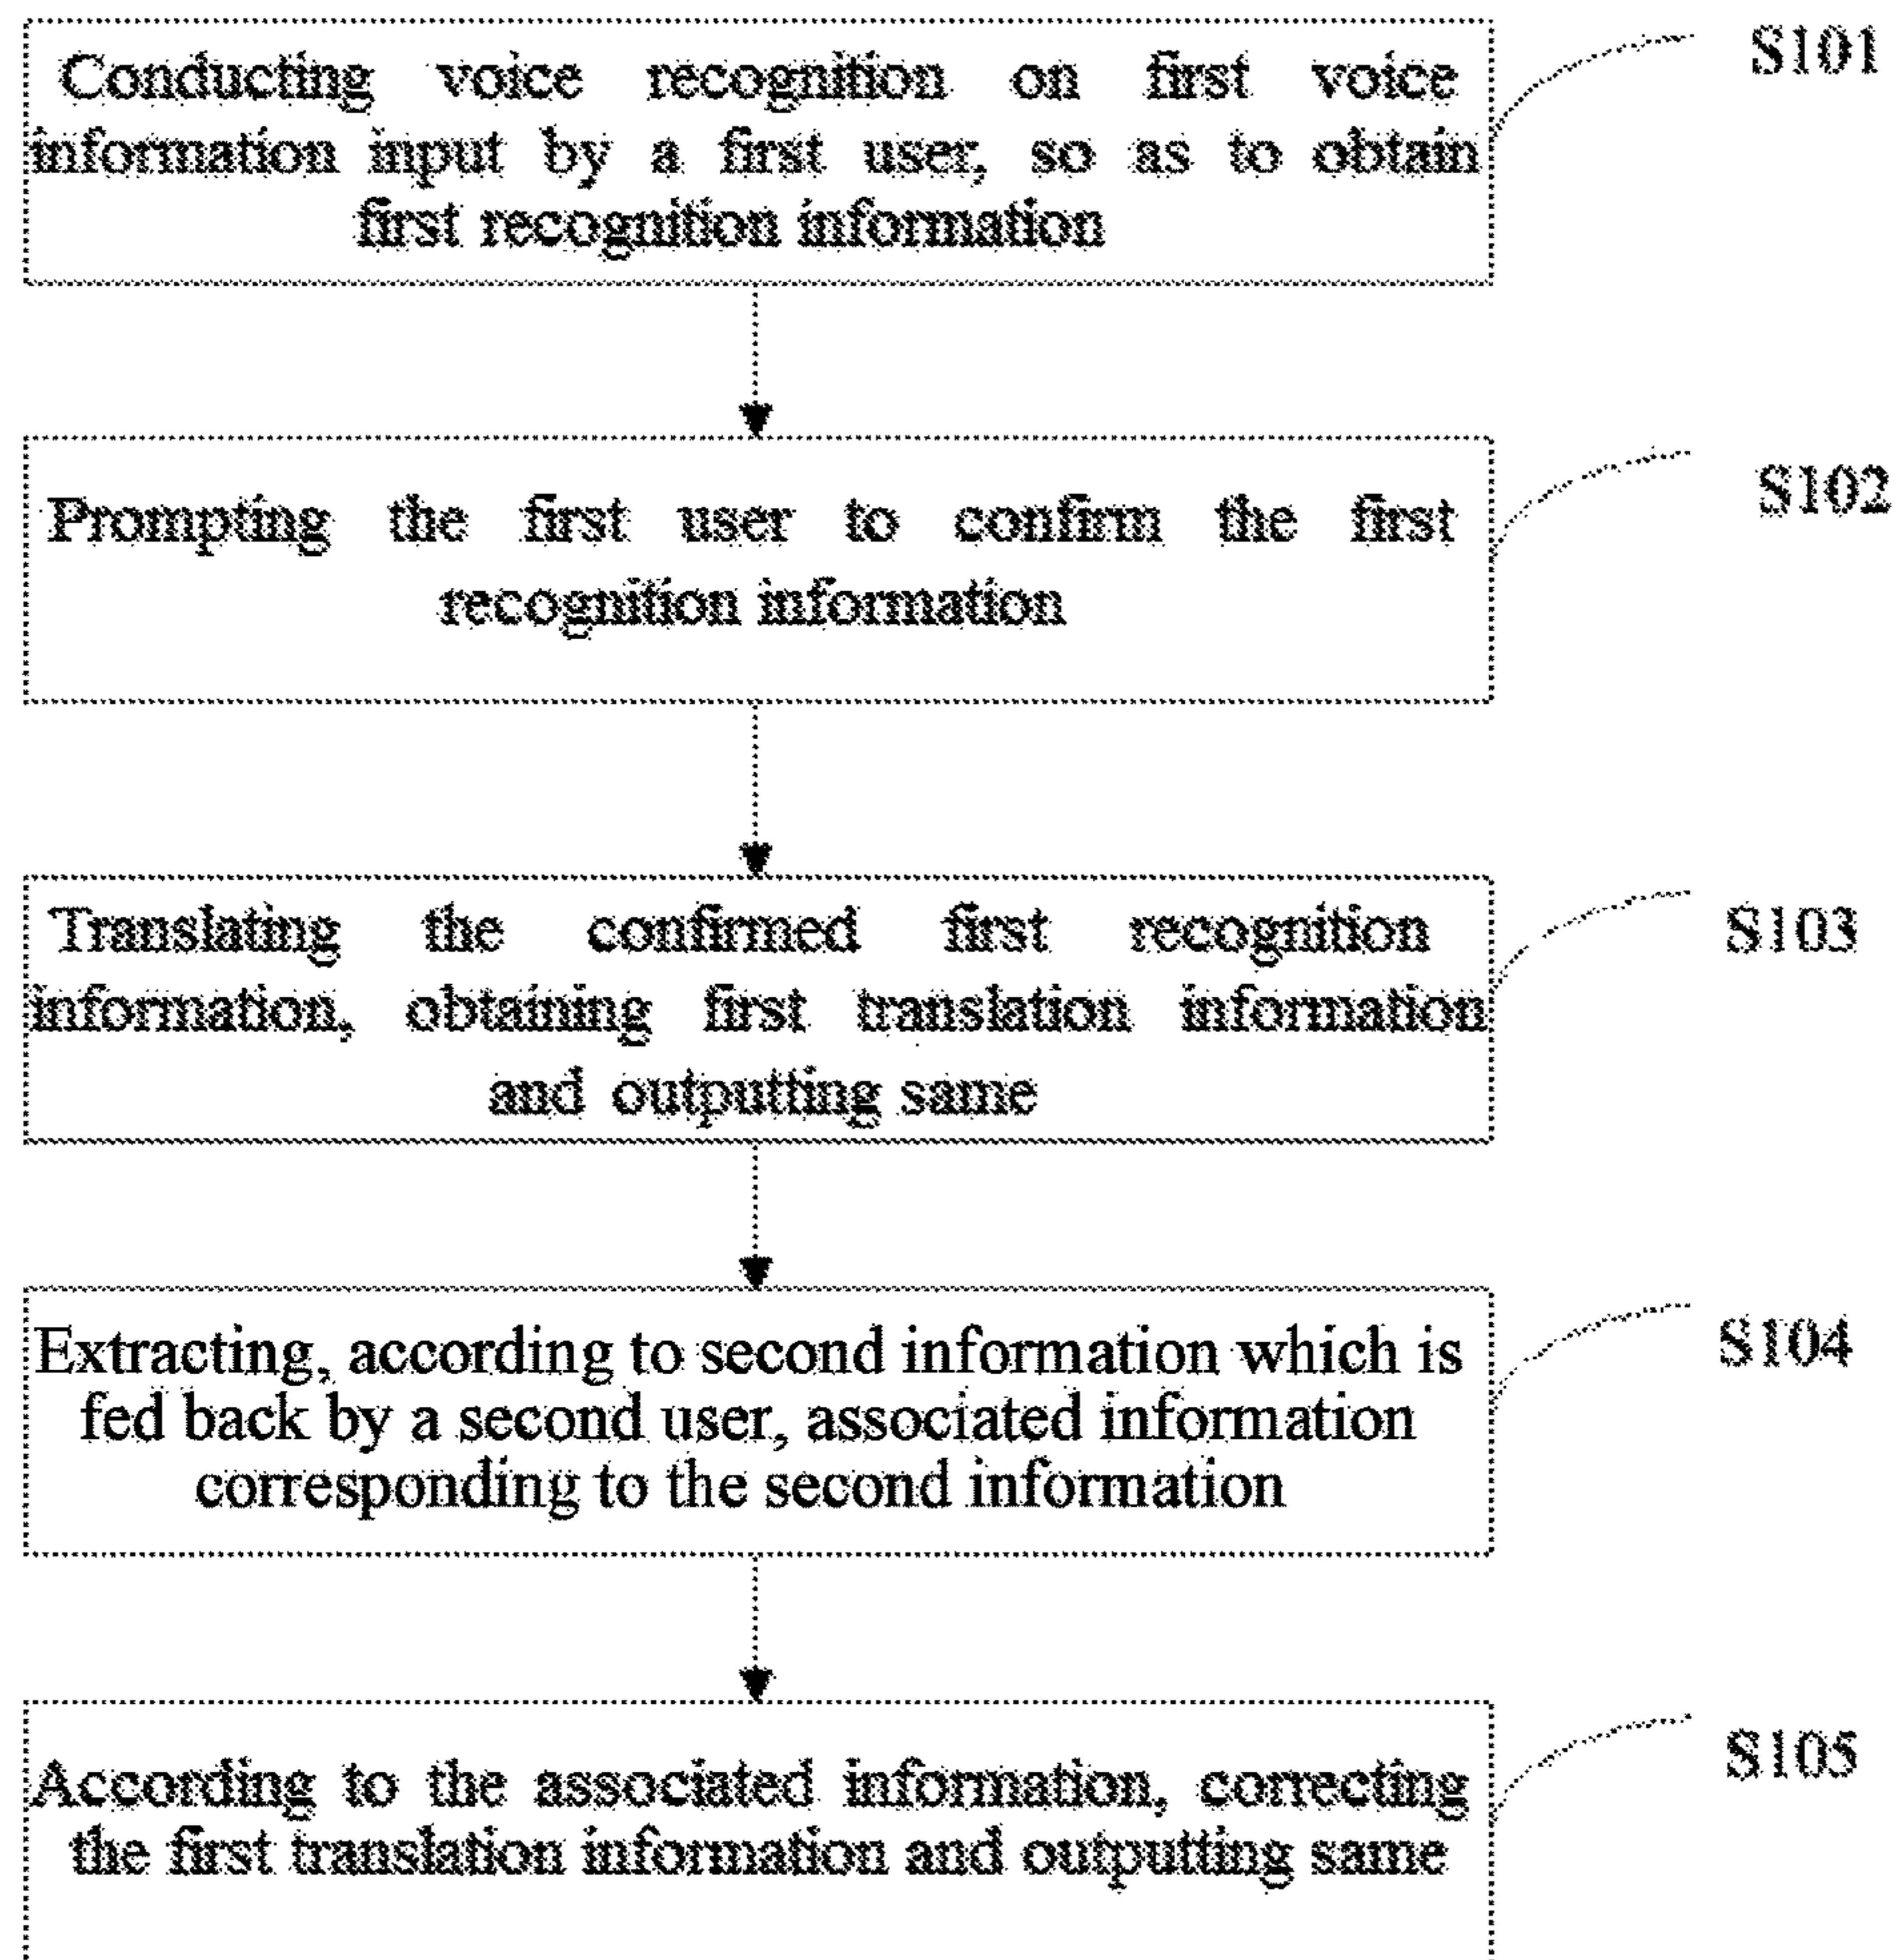 Conducting voice recognition on first voice
information input by a first user, so as to obtain
first recognition information
S101
Prompting the first user to confirm the first
recognition information
S102
Translating the confirmed first recognition
information, obtaining first translation information
and outputting same
S103
Extracting, according to second information which is
fed back by a second user, associated information
corresponding to the second information
S104
According to the associated information, correcting
the first translation information and outputting same
S105